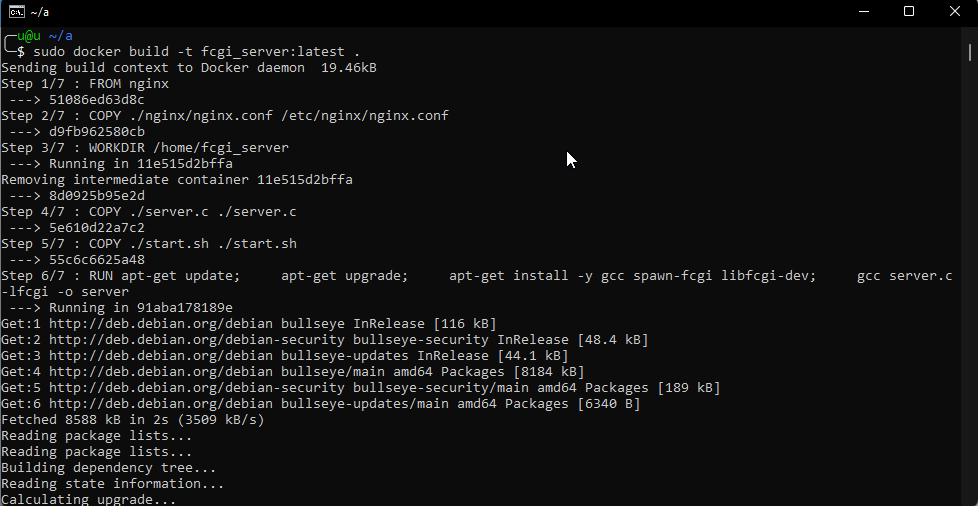 ~/a
u@u ~/a
$ sudo docker build -t fcgi_server:latest .
Sending build context to Docker daemon  19.46kB
Step 1/7 : FROM nginx
 ---> 51086ed63d8c
Step 2/7 : COPY ./nginx/nginx.conf /etc/nginx/nginx.conf
 ---> d9fb962580cb
Step 3/7 : WORKDIR /home/fcgi_server
 ---> Running in 11e515d2bffa
Removing intermediate container 11e515d2bffa
 ---> 8d0925b95e2d
Step 4/7 : COPY ./server.c ./server.c
 ---> 5e610d22a7c2
Step 5/7 : COPY ./start.sh ./start.sh
 ---> 55c6c6625a48
Step 6/7 : RUN apt-get update;     apt-get upgrade;     apt-get install -y gcc spawn-fcgi libfcgi-dev;     gcc server.c
-lfcgi -o server
 ---> Running in 91aba178189e
Get:1 http://deb.debian.org/debian bullseye InRelease [116 kB]
Get:2 http://deb.debian.org/debian-security bullseye-security InRelease [48.4 kB]
Get:3 http://deb.debian.org/debian bullseye-updates InRelease [44.1 kB]
Get:4 http://deb.debian.org/debian bullseye/main amd64 Packages [8184 kB]
Get:5 http://deb.debian.org/debian-security bullseye-security/main amd64 Packages [189 kB]
Get:6 http://deb.debian.org/debian bullseye-updates/main amd64 Packages [6340 B]
Fetched 8588 kB in 2s (3509 kB/s)
Reading package lists...
Reading package lists...
Building dependency tree...
Reading state information...
Calculating upgrade...